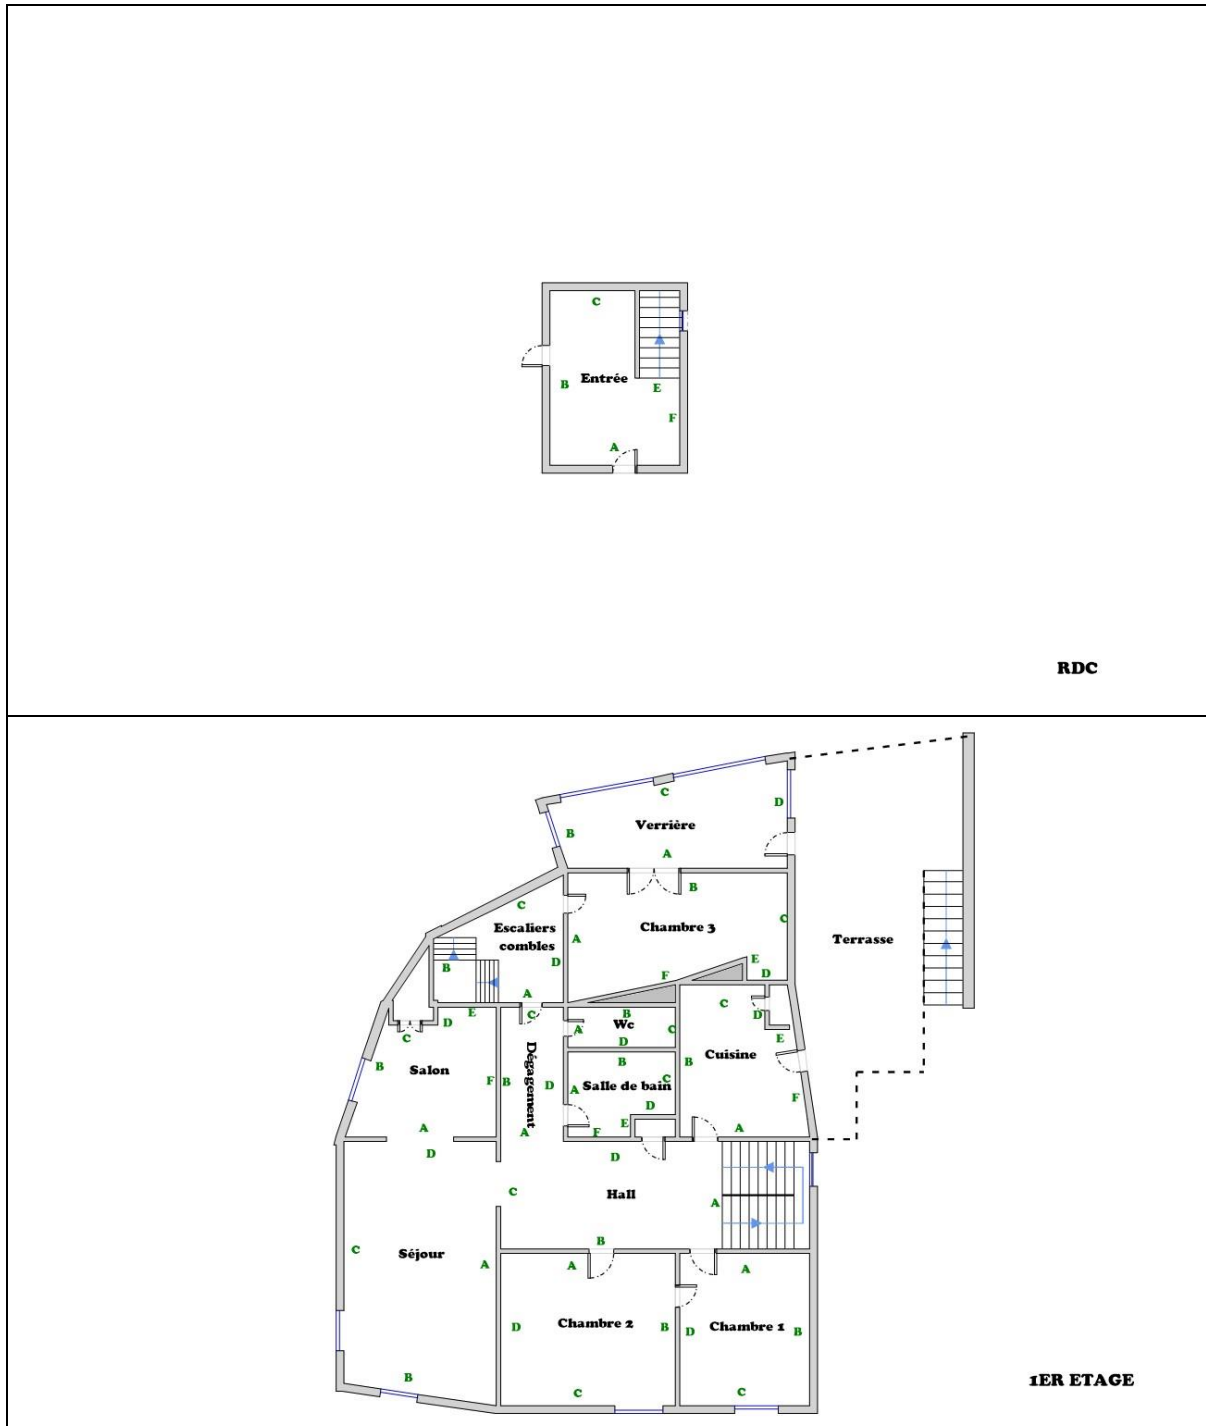 C
Entrée
B
E
F
A
RDC
C
D
Verrière
B
A
B
C
C
Escaliers
combles
Chambre 3
A
Terrasse
D
B
E
F
D
A
C
E
C
B
D
D
A
Wc
C
C
D
E
Salon
B
F
B
Dégagement
D
B
Salle de bain
A
C
D
E
F
B
Cuisine
F
A
A
A
D
D
C
Hall
A
B
C
Séjour
A
A
A
D
Chambre 2
B
D
Chambre 1
B
B
C
C
1ER ETAGE